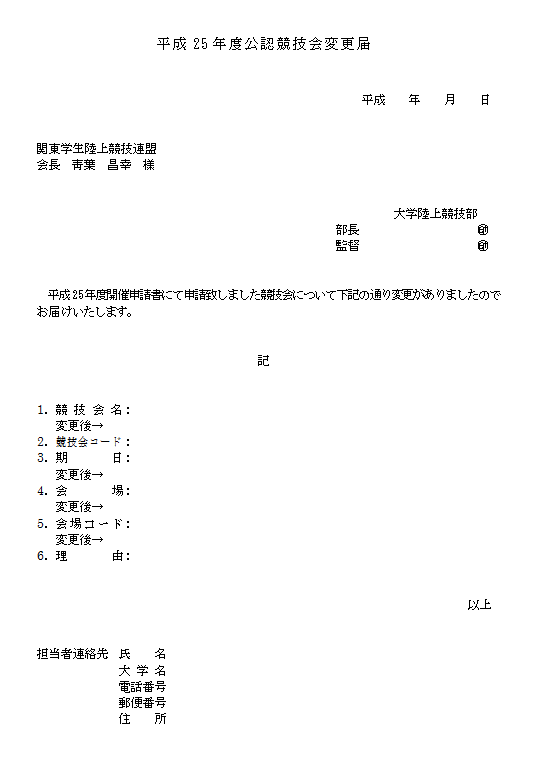 平成 25 年度公認競技会変更届
平成　　年　　月　　日
関東学生陸上競技連盟
会長　青葉　昌幸　様
大学陸上競技部
部長　　　　　　　　　　㊞
監督　　　　　　　　　　㊞
平成 25 年度開催申請書にて申請致しました競技会について下記の通り変更がありましたので
お届けいたします。
記
1. 競 技 会 名：
変更後→
2. 競技会コード：
3. 期　　　日：
変更後→
4. 会　　　場：
変更後→
5. 会場コード：
変更後→
6. 理　　　由：
以上
担当者連絡先　氏　　名
大 学 名
電話番号
郵便番号
住　　所